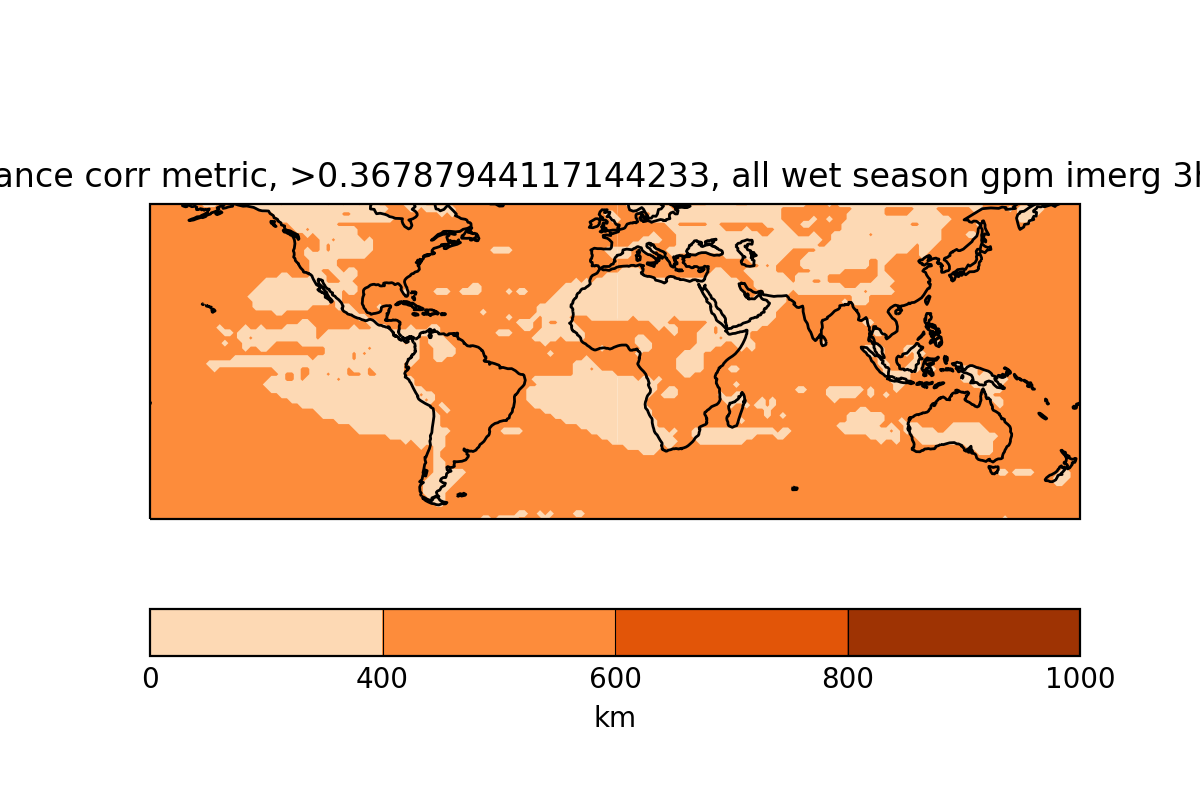 ance corr metric, >0.36787944117144233, all wet season gpm imerg 3h
0 400 600 800 1000
km